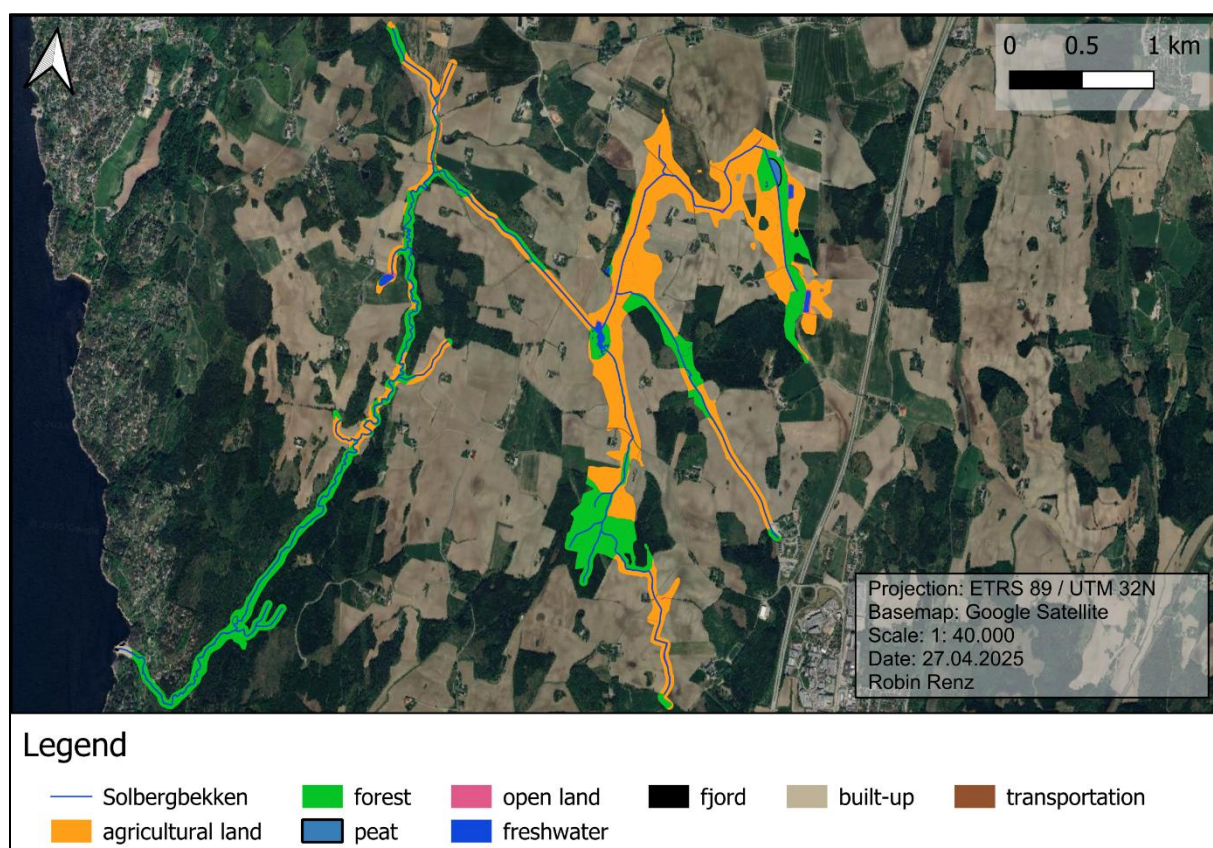 0 0.5 1 km
Projection: ETRS 89 / UTM 32N
Basemap: Google Satellite
Scale: 1: 40.000
Date: 27.04.2025
Robin Renz
Legend
Solbergbekken forest open land fjord built-up transportation
agricultural land peat freshwater